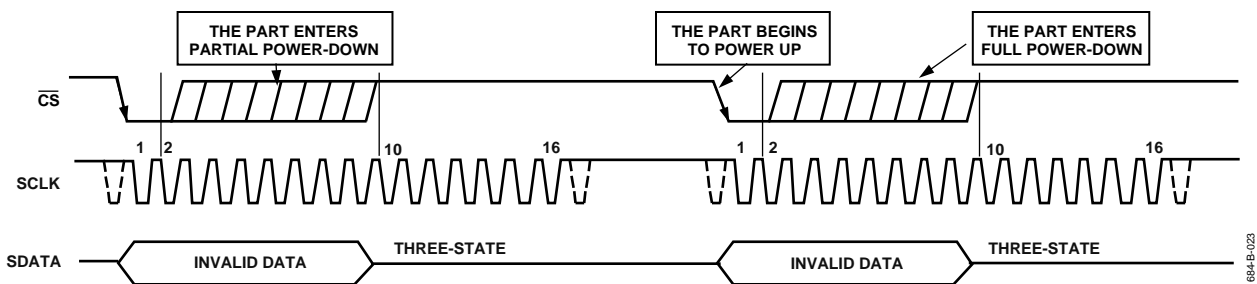 THE PART ENTERS
PARTIAL POWER-DOWN
THE PART BEGINS
TO POWER UP
THE PART ENTERS
FULL POWER-DOWN
CS
1 2 10 16 1 2 10 16
SCLK
SDATA INVALID DATA THREE-STATE INVALID DATA THREE-STATE
684-B-023